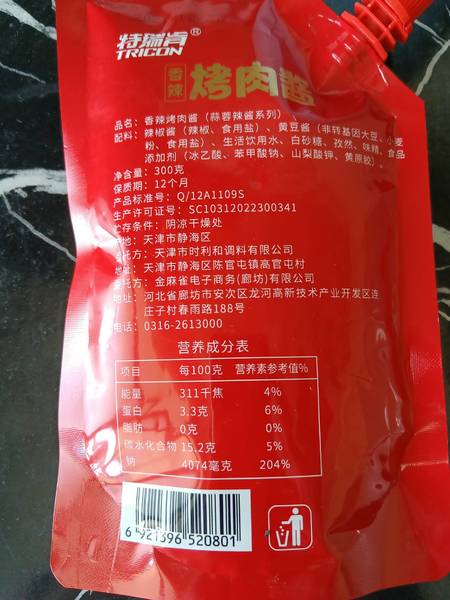 特瑞肯®
TRICON
香辣 烤肉酱
品名：香辣烤肉酱（蒜蓉辣酱系列）
配料：辣椒酱（辣椒、食用盐）、黄豆酱（非转基因大豆、小麦
粉、食用盐）、生活饮用水、白砂糖、孜然、味精、食品
添加剂（冰乙酸、苯甲酸钠、山梨酸钾、黄原胶）。
净含量：300克
保质期：12个月
产品标准号：Q/12A1109S
生产许可证号：SC10312022300341
贮存条件：阴凉干燥处
产地：天津市静海区
托方：天津市时利和调料有限公司
地址：天津市静海区陈官屯镇高官屯村
委托方：金麻雀电子商务(廊坊)有限公司
地址：河北省廊坊市安次区龙河高新技术产业开发区连
庄子村春雨路188号
电话：0316-2613000
营养成分表
项目 每100克 营养素参考值%
能量 311千焦 4%
蛋白 3.3克 6%
脂肪 0克 0%
碳水化合物 15.2克 5%
钠 4074毫克 204%
6 921396 520801